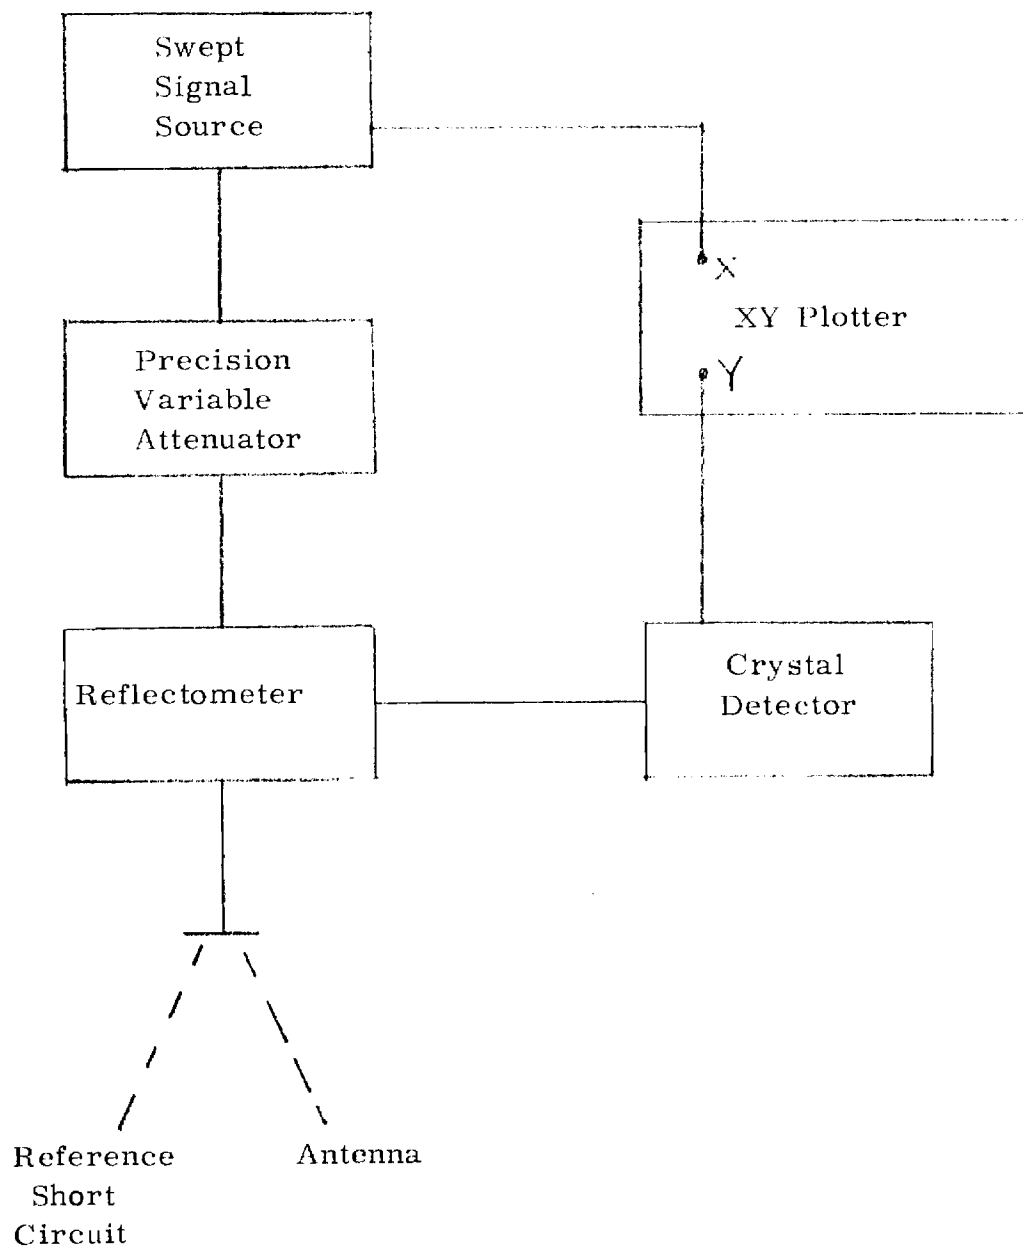 Swept
Signal
Source
X
XY Plotter
Y
Precision
Variable
Attenuator
Reflectometer
Crystal
Detector
Reference
Short
Circuit
Antenna